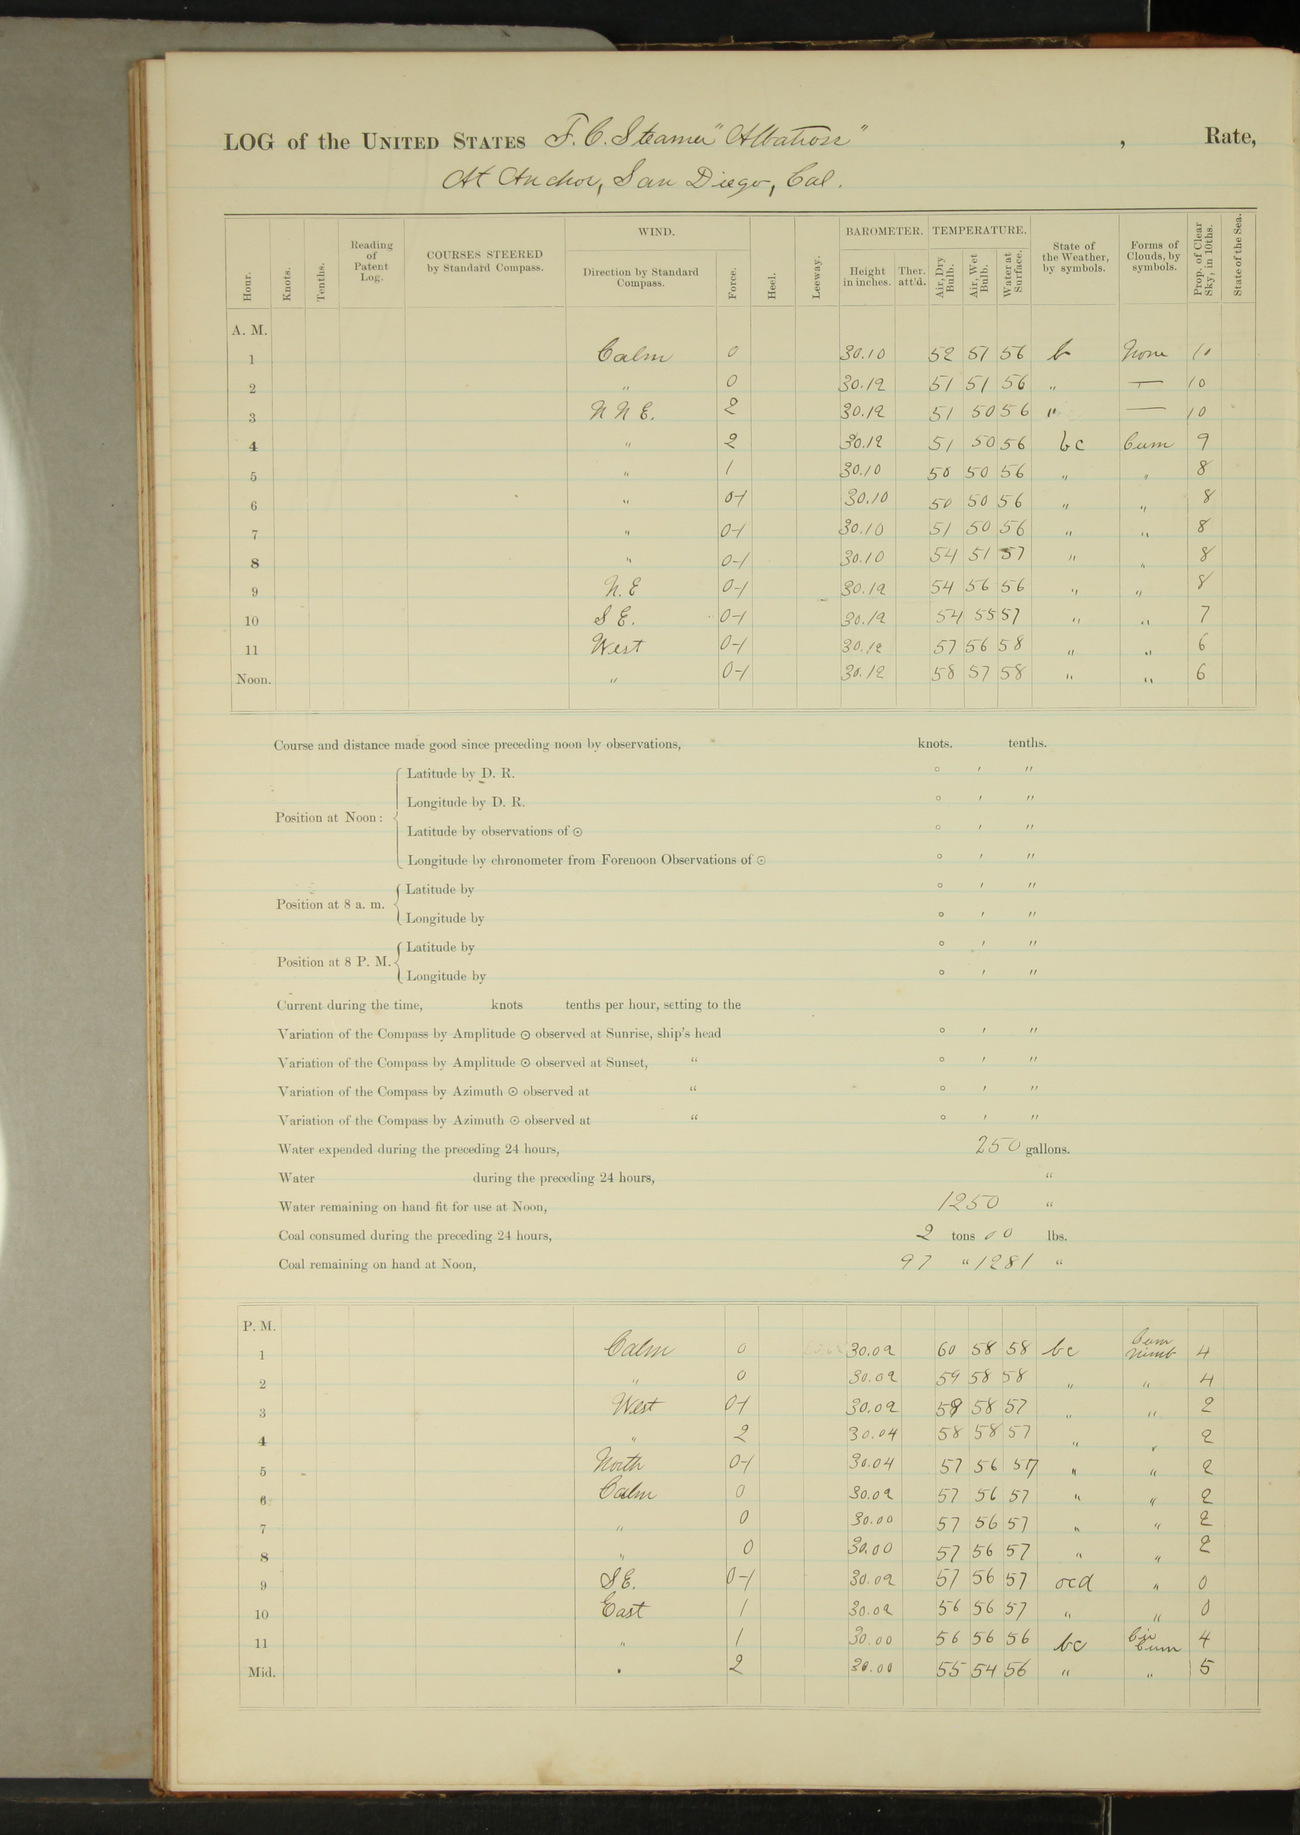 LOG of the UNITED STATES F. C. Steamer "Albatross", Rate,
At Anchor, San Diego, Cal.
Hour. Knots. Tenths. Reading of Patent Log. COURSES STEERED by Standard Compass. WIND. Direction by Standard Compass. Force. Heel. Leeway. BAROMETER. Height in inches. Ther. att'd. TEMPERATURE. Air, Dry Bulb. Air, Wet Bulb. Water at Surface. State of the Weather, by symbols. Forms of Clouds, by symbols. Prop. of Clear Sky, in 10ths. State of the Sea.
A. M.
1 Calm 0 30.10 52 51 56 b None 10
2 " 0 30.12 51 51 56 " — 10
3 N N E. 2 30.12 51 50 56 " — 10
4 " 2 30.12 51 50 56 bc Cum 9
5 " 1 30.10 50 50 56 " " 8
6 " 0-1 30.10 50 50 56 " " 8
7 " 0-1 30.10 51 50 56 " " 8
8 " 0-1 30.10 54 51 57 " " 8
9 N. E 0-1 30.12 54 56 56 " " 8
10 S E. 0-1 30.12 54 55 57 " " 7
11 West 0-1 30.12 57 56 58 " " 6
Noon. " 0-1 30.12 58 57 58 " " 6
Course and distance made good since preceding noon by observations, knots. tenths.
Position at Noon: Latitude by D. R. ° ′ ″
Longitude by D. R. ° ′ ″
Latitude by observations of ⊙ ° ′ ″
Longitude by chronometer from Forenoon Observations of ⊙ ° ′ ″
Position at 8 a. m. Latitude by ° ′ ″
Longitude by ° ′ ″
Position at 8 P. M. Latitude by ° ′ ″
Longitude by ° ′ ″
Current during the time, knots tenths per hour, setting to the
Variation of the Compass by Amplitude ⊙ observed at Sunrise, ship's head ° ′ ″
Variation of the Compass by Amplitude ⊙ observed at Sunset, " ° ′ ″
Variation of the Compass by Azimuth ⊙ observed at " ° ′ ″
Variation of the Compass by Azimuth ⊙ observed at " ° ′ ″
Water expended during the preceding 24 hours, 250 gallons.
Water during the preceding 24 hours, "
Water remaining on hand fit for use at Noon, 1250 "
Coal consumed during the preceding 24 hours, 2 tons 00 lbs.
Coal remaining on hand at Noon, 97 " 1281 "
P. M.
1 Calm 0 30.02 60 58 58 bc Cum Nimb 4
2 " 0 30.02 59 58 58 " " 4
3 West 0-1 30.02 58 58 57 " " 2
4 " 2 30.04 58 58 57 " " 2
5 North 0-1 30.04 57 56 57 " " 2
6 Calm 0 30.02 57 56 57 " " 2
7 " 0 30.00 57 56 57 " " 2
8 " 0 30.00 57 56 57 " " 2
9 S E. 0-1 30.02 57 56 57 ocd " 0
10 East 1 30.02 56 56 57 " " 0
11 " 1 30.00 56 56 56 bc Cir Cum 4
Mid. " 2 30.00 55 54 56 " " 5